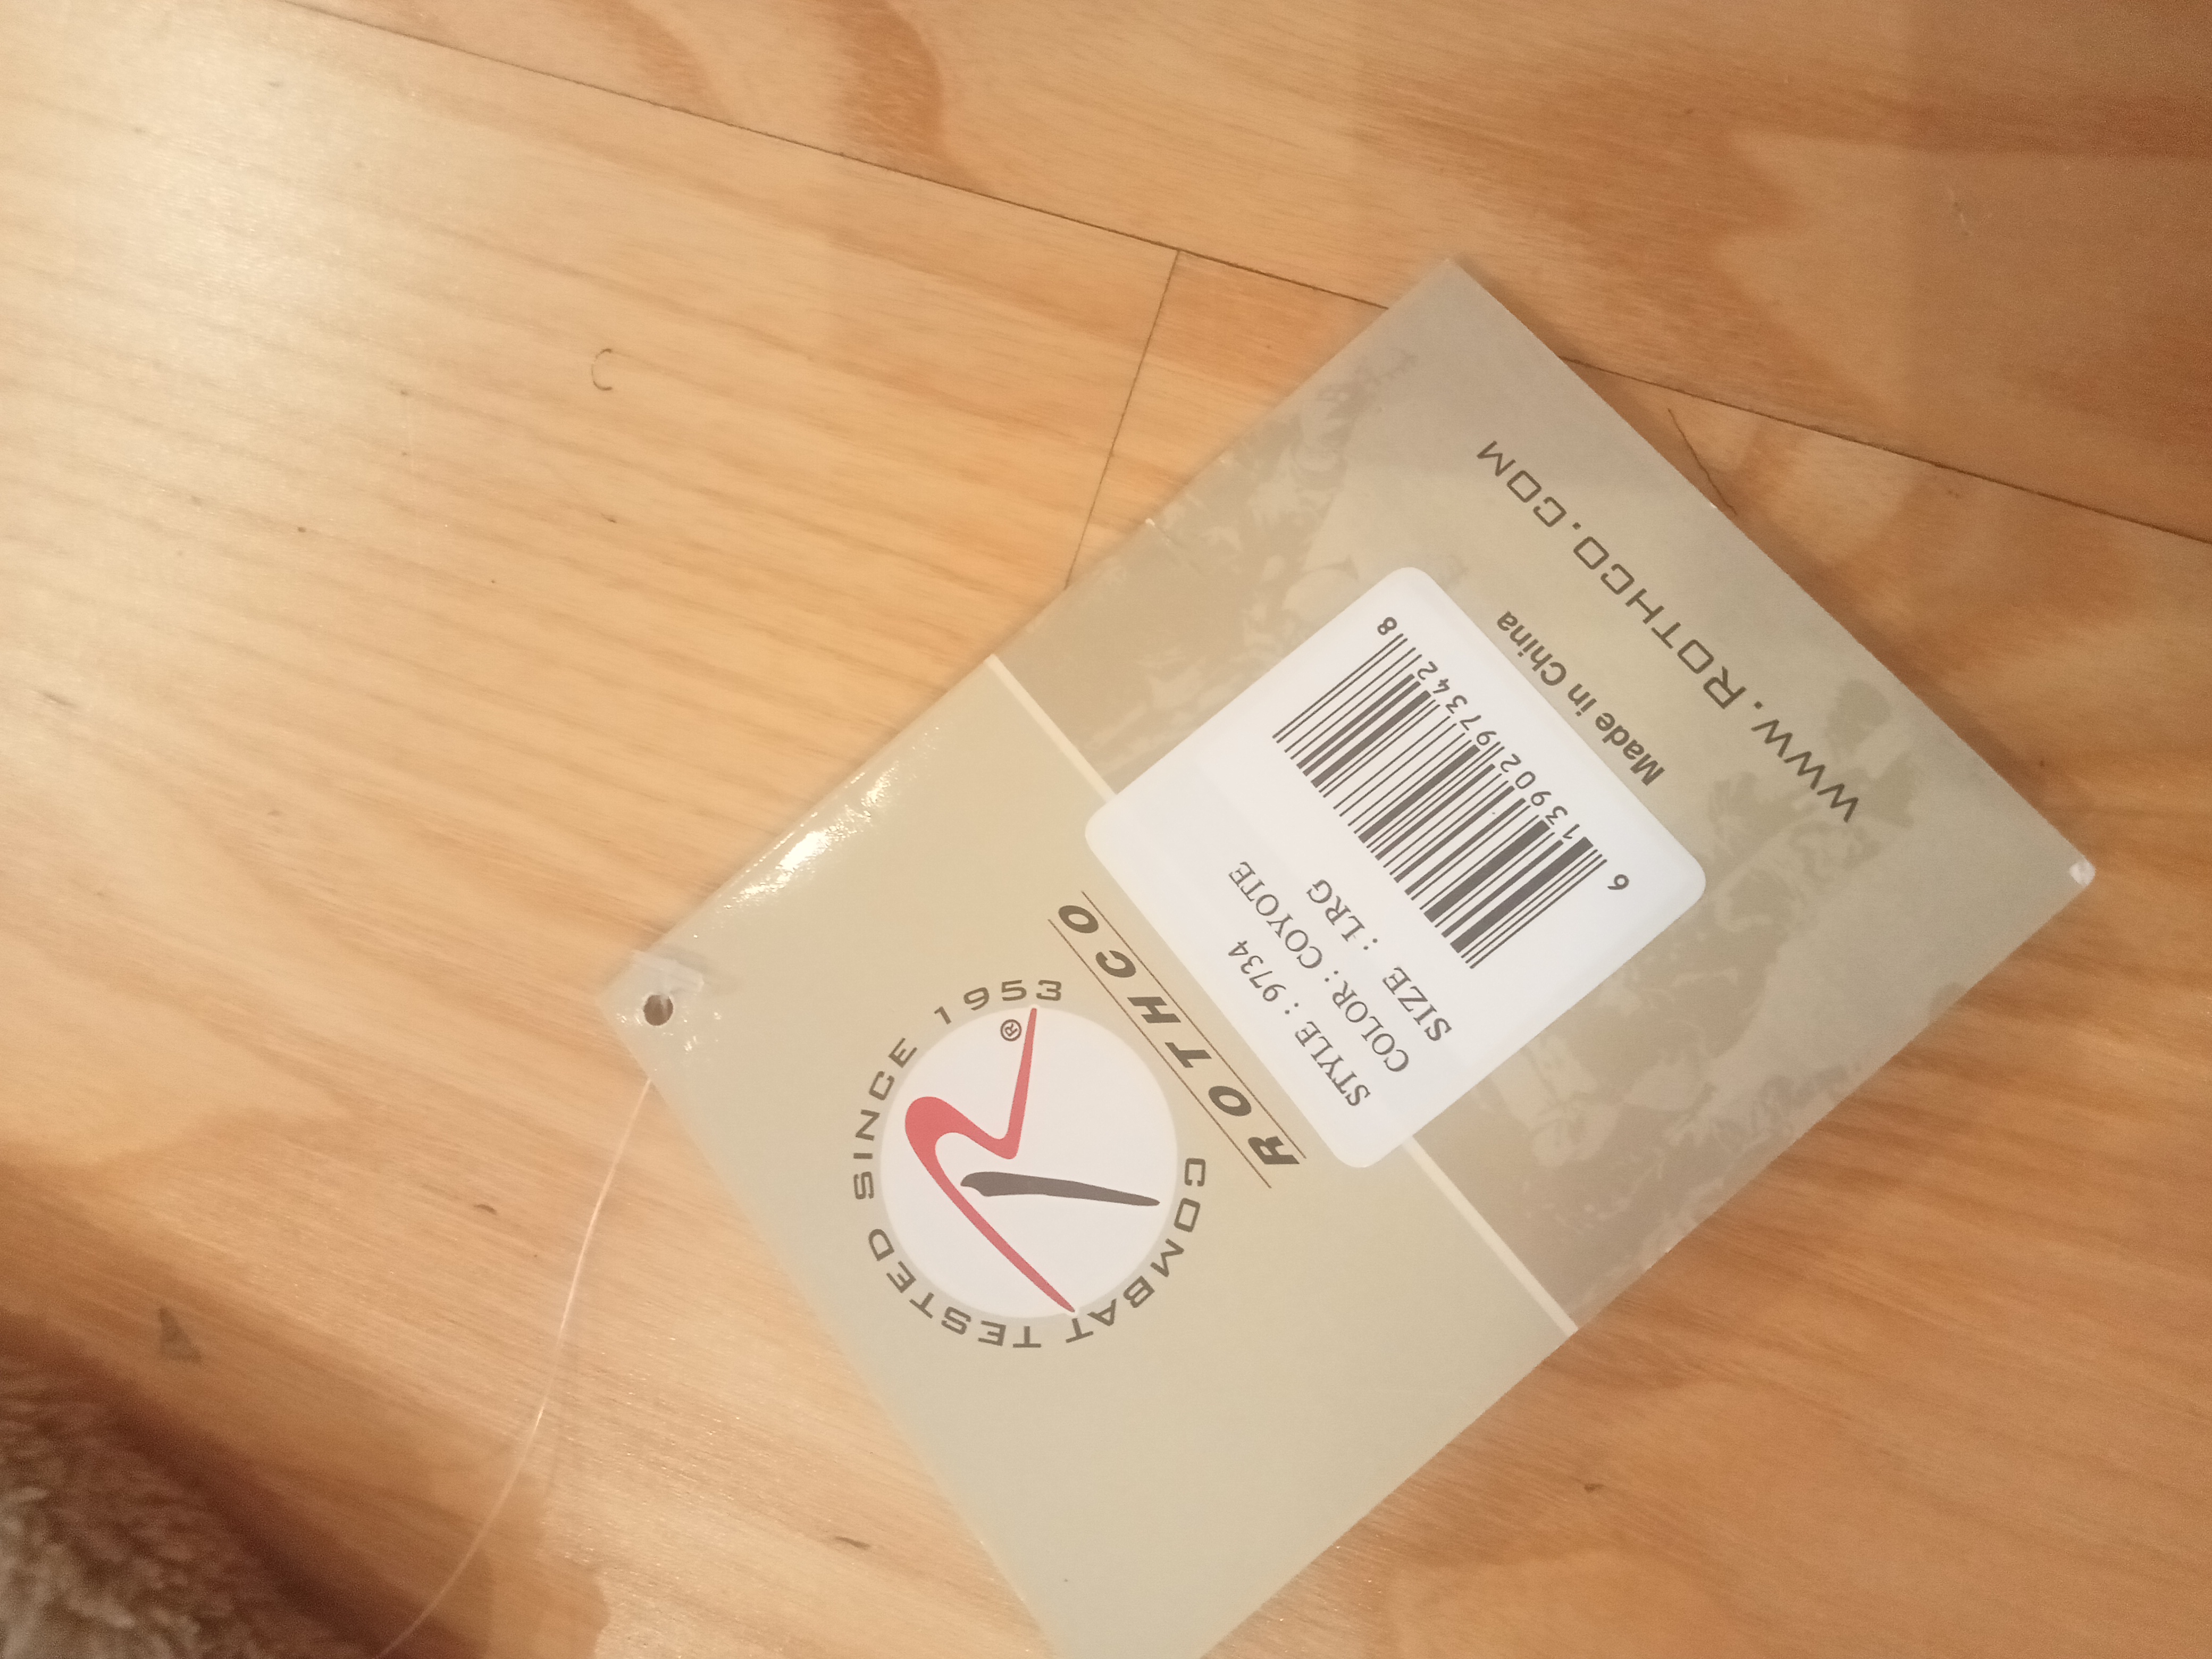 COMBAT TESTED SINCE 1953
®
ROTHCO
STYLE : 9734
COLOR : COYOTE
SIZE : LRG
6 13902 97342 8
Made in China
WWW.ROTHCO.COM